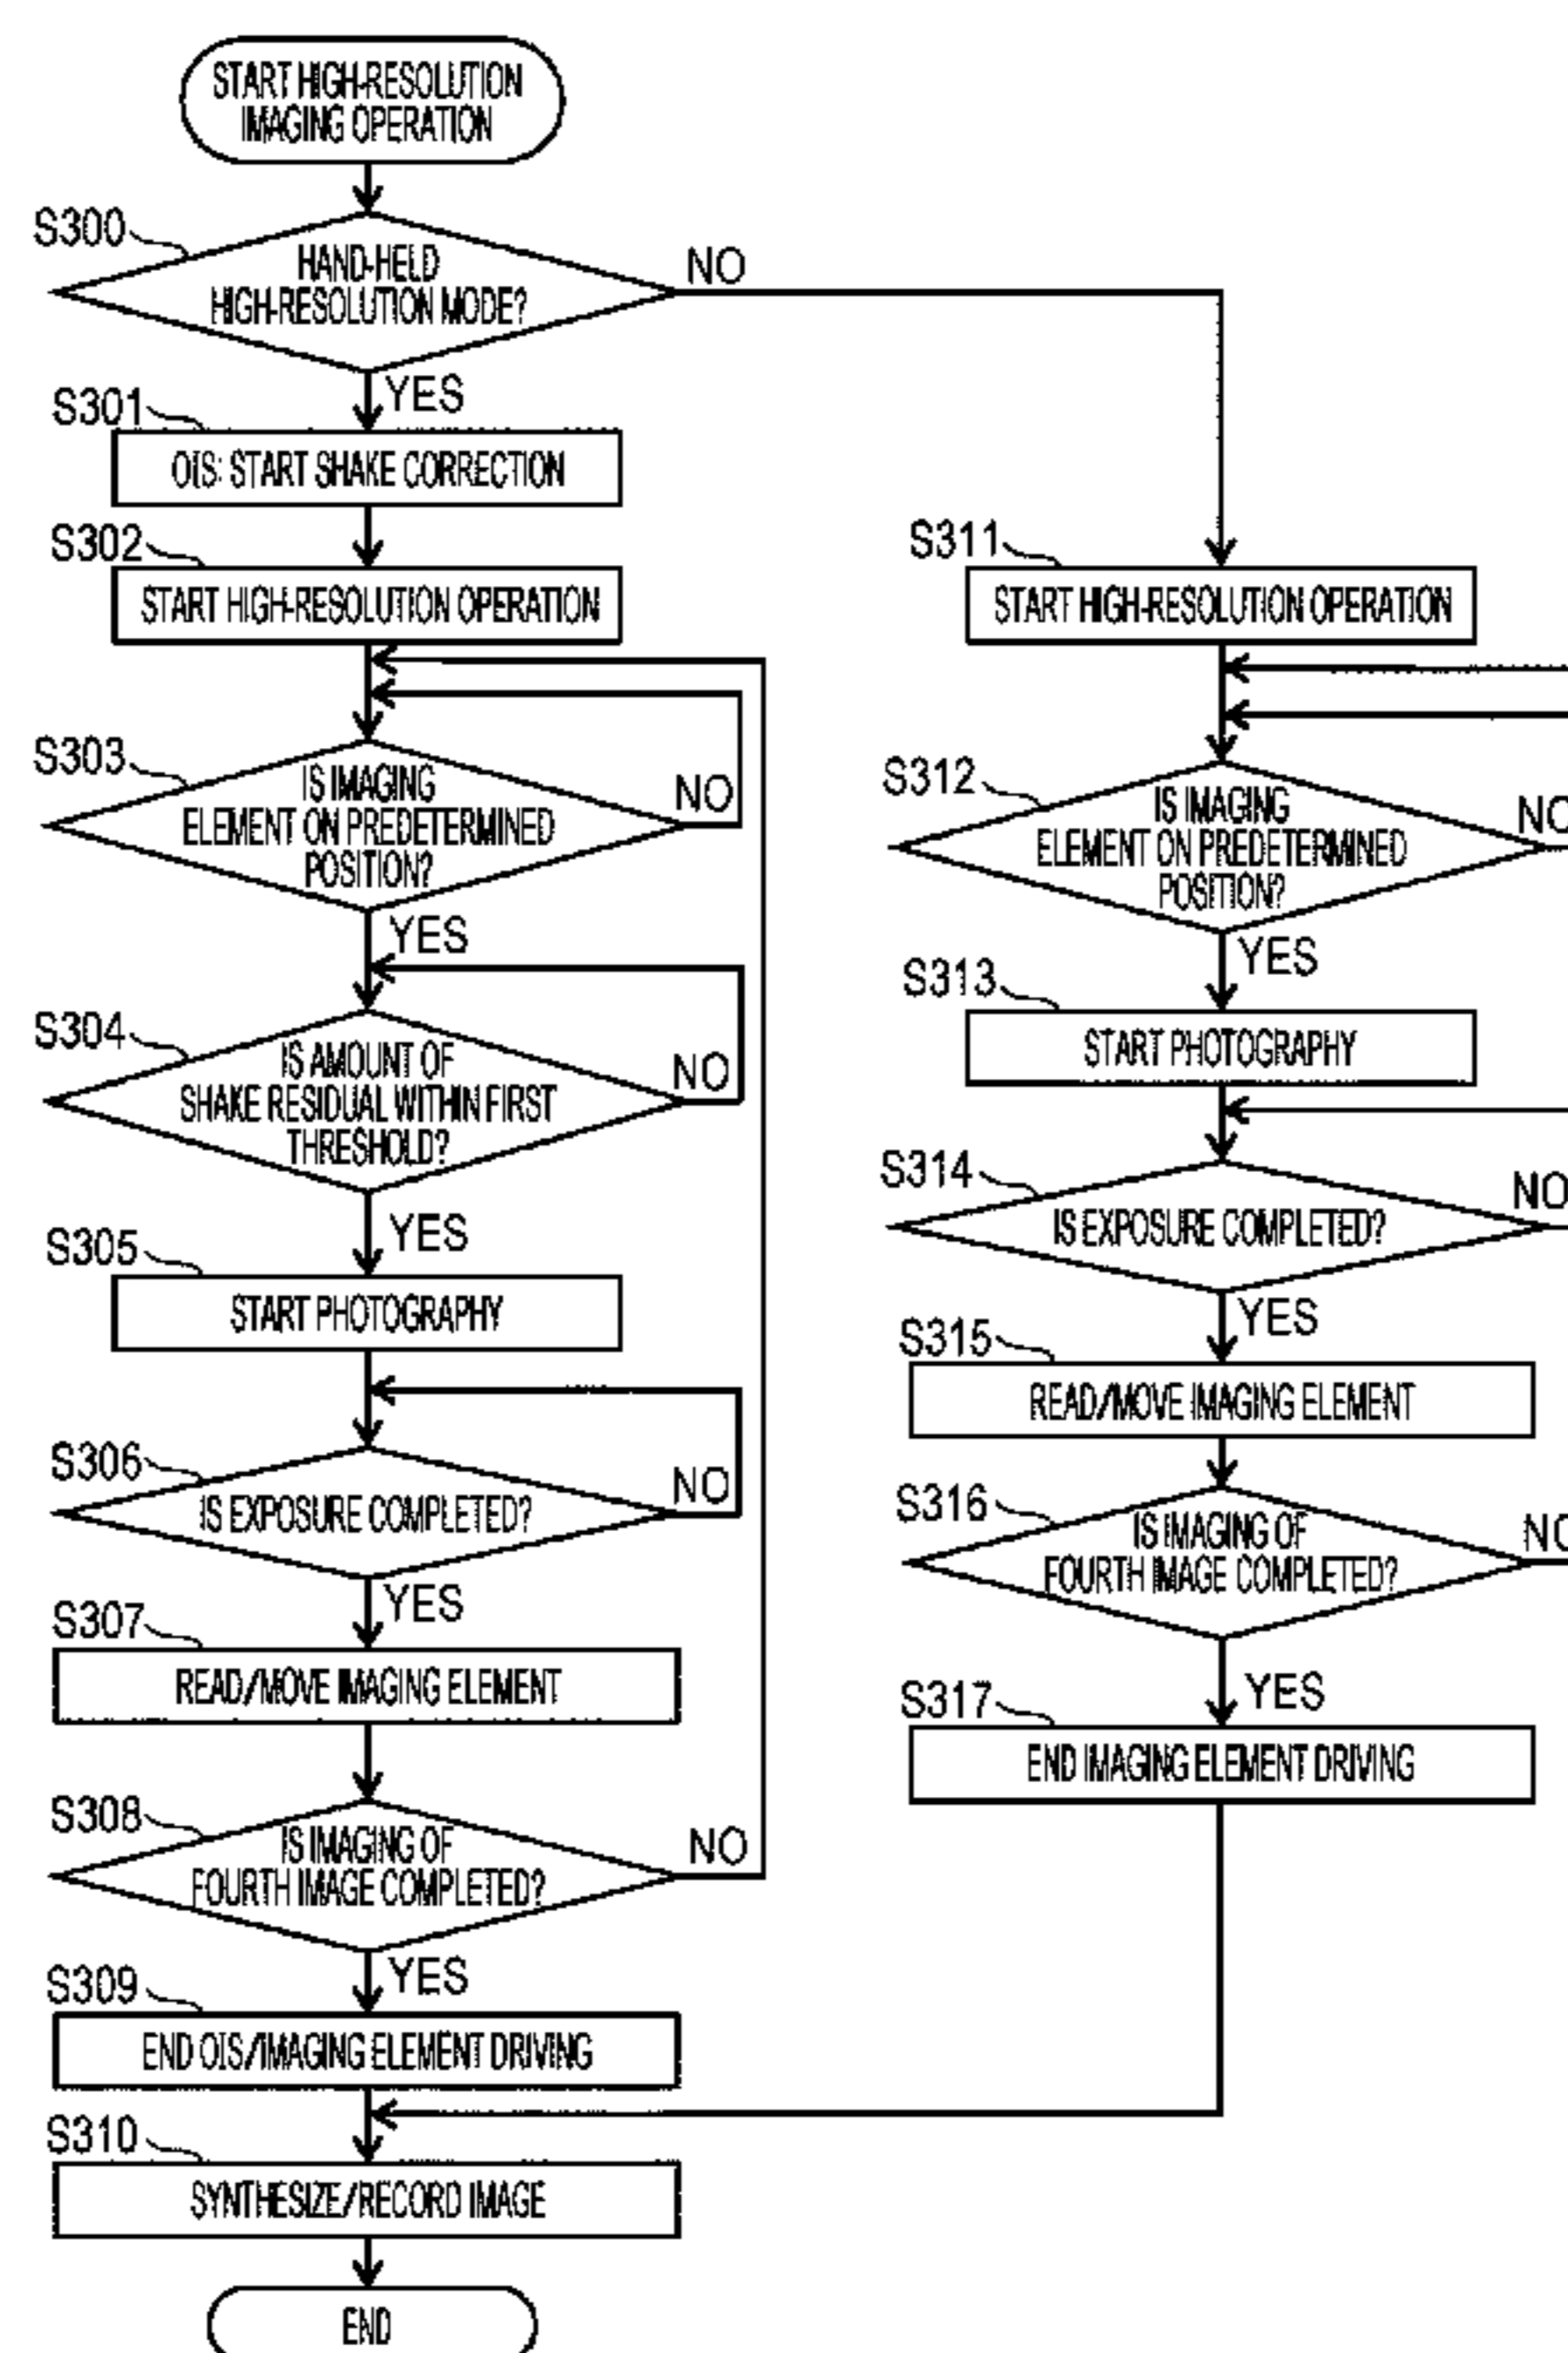 START HIGH-RESOLUTION
IMAGING OPERATION
S300
HAND-HELD
HIGH-RESOLUTION MODE?
NO
YES
S301
OIS: START SHAKE CORRECTION
S302
START HIGH-RESOLUTION OPERATION
S303
IS IMAGING
ELEMENT ON PREDETERMINED
POSITION?
NO
YES
S304
IS AMOUNT OF
SHAKE RESIDUAL WITHIN FIRST
THRESHOLD?
NO
YES
S305
START PHOTOGRAPHY
S306
IS EXPOSURE COMPLETED?
NO
YES
S307
READ/MOVE IMAGING ELEMENT
S308
IS IMAGING OF
FOURTH IMAGE COMPLETED?
NO
YES
S309
END OIS/IMAGING ELEMENT DRIVING
S310
SYNTHESIZE/RECORD IMAGE
END
S311
START HIGH-RESOLUTION OPERATION
S312
IS IMAGING
ELEMENT ON PREDETERMINED
POSITION?
NO
YES
S313
START PHOTOGRAPHY
S314
IS EXPOSURE COMPLETED?
NO
YES
S315
READ/MOVE IMAGING ELEMENT
S316
IS IMAGING OF
FOURTH IMAGE COMPLETED?
NO
YES
S317
END IMAGING ELEMENT DRIVING